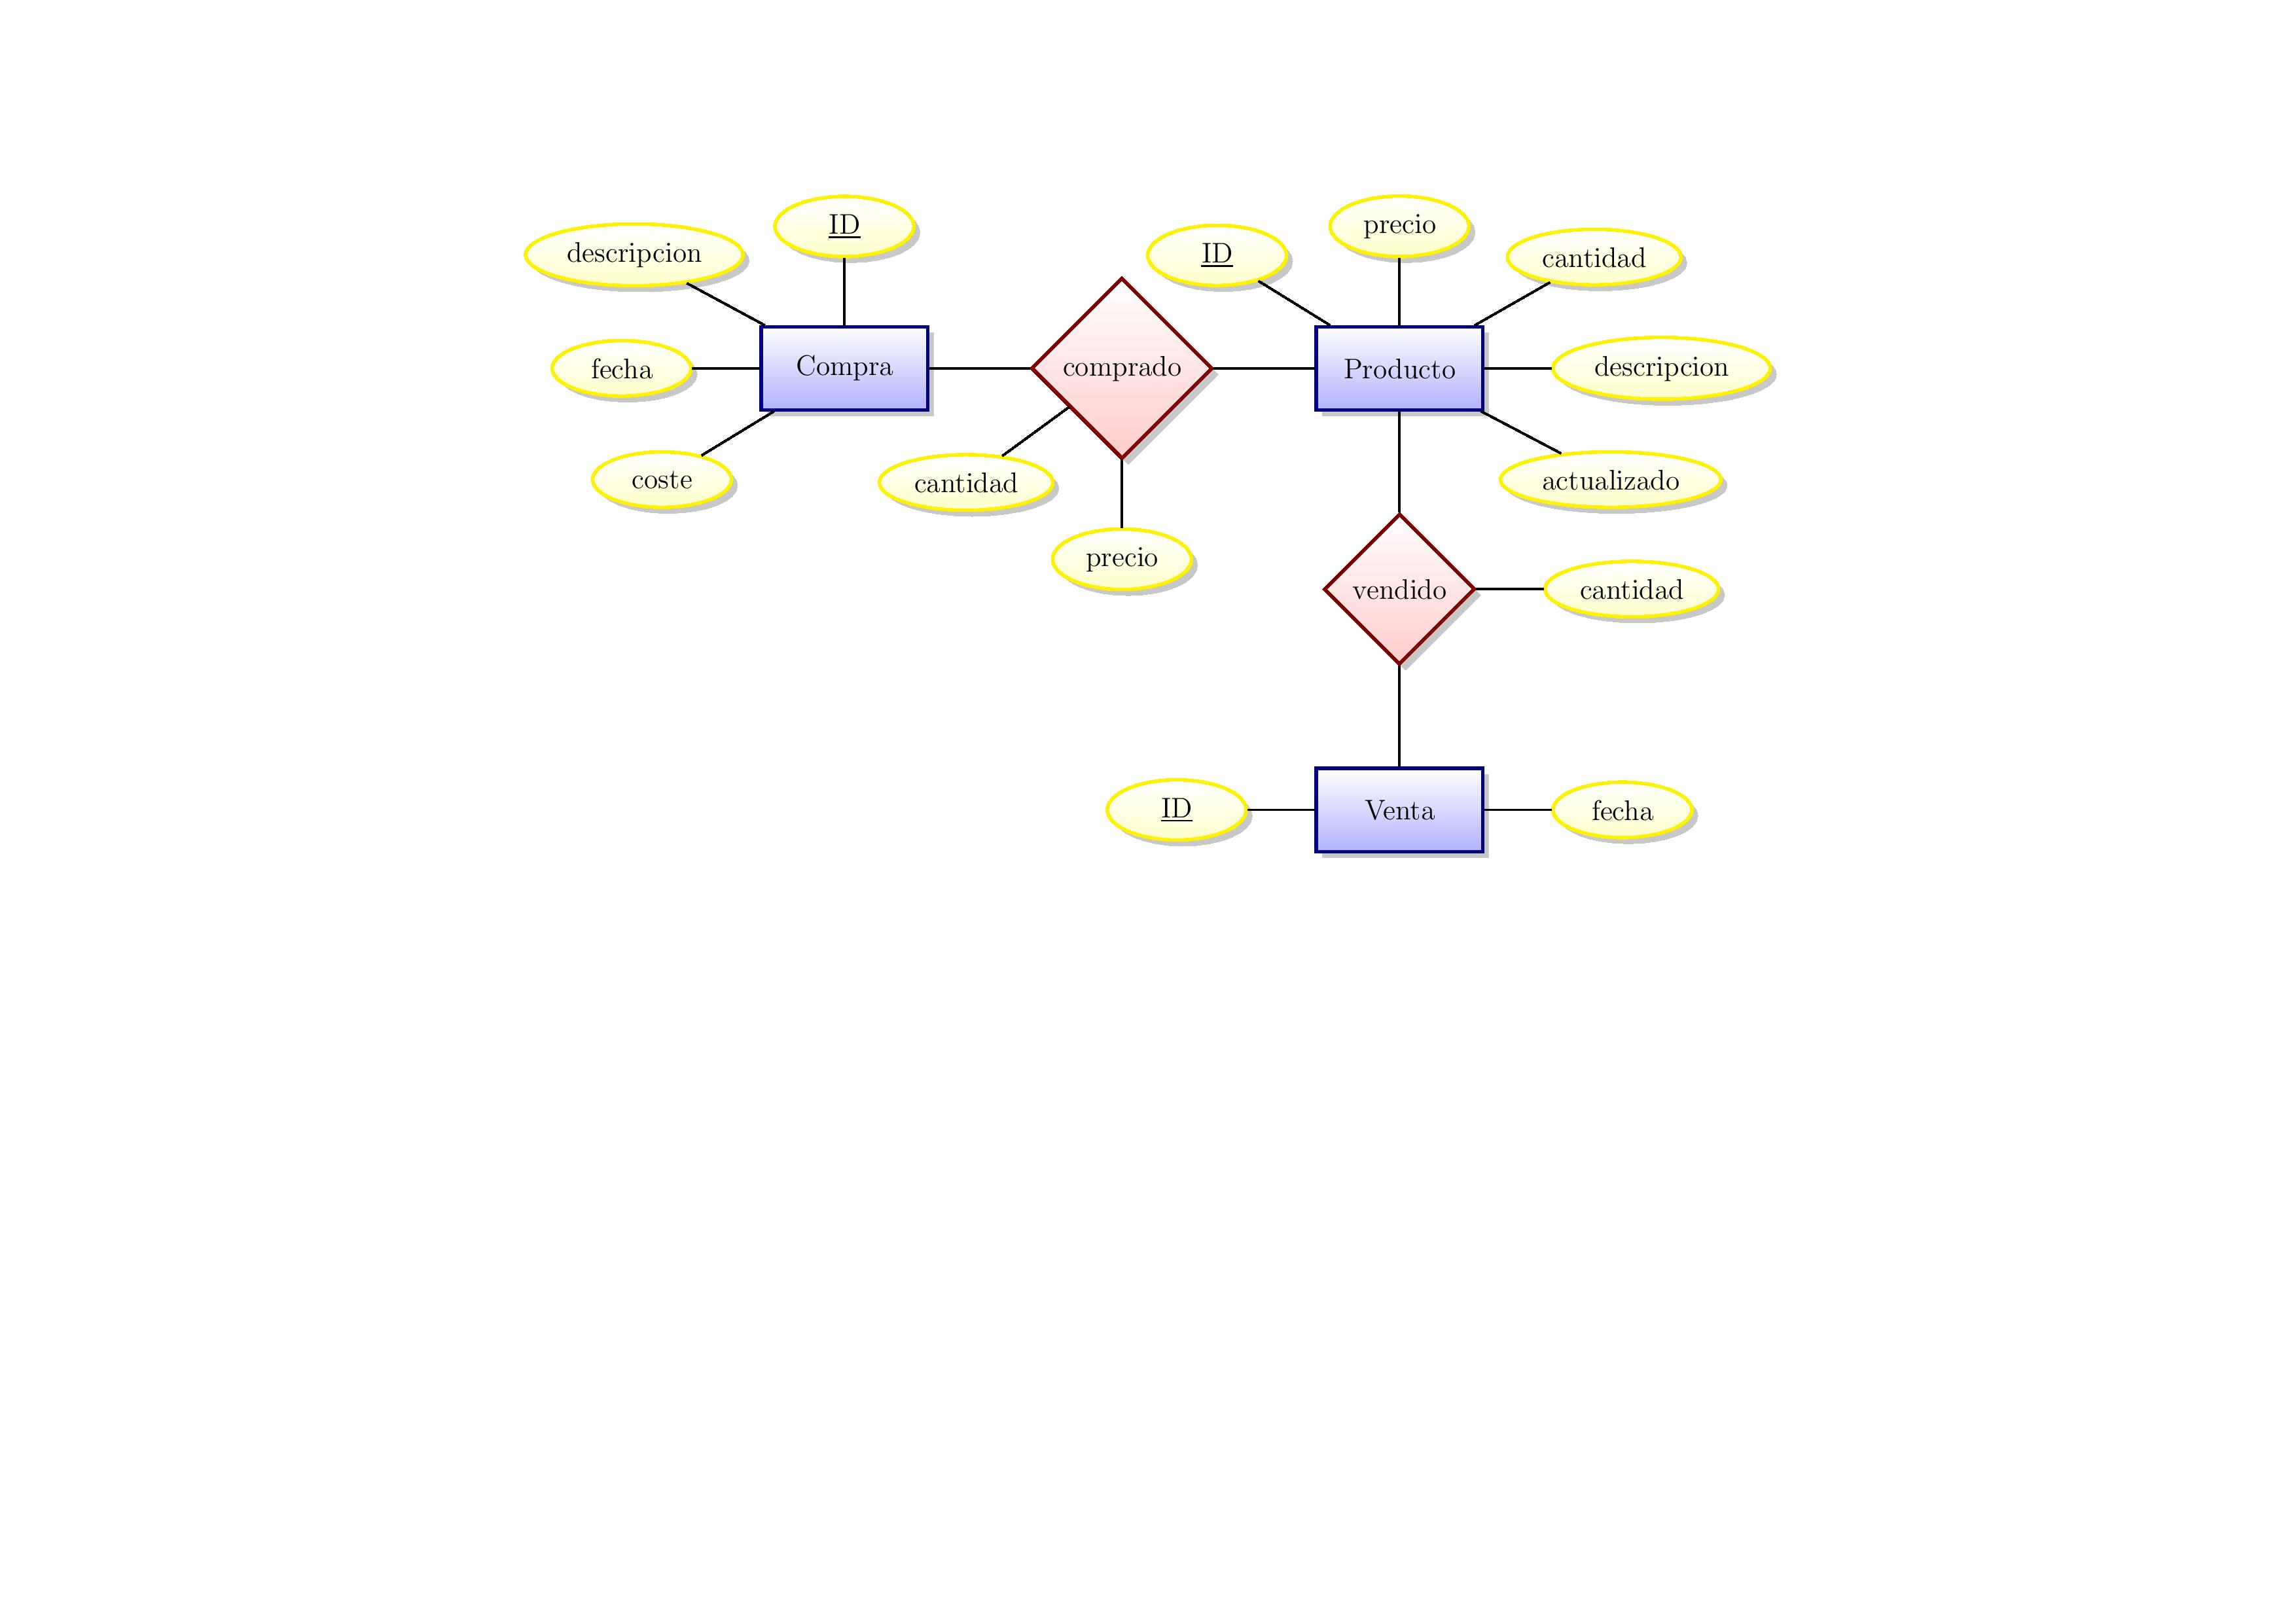 ID
precio
descripcion
ID
cantidad
Compra
comprado
Producto
descripcion
fecha
coste
cantidad
actualizado
precio
vendido
cantidad
ID
Venta
fecha